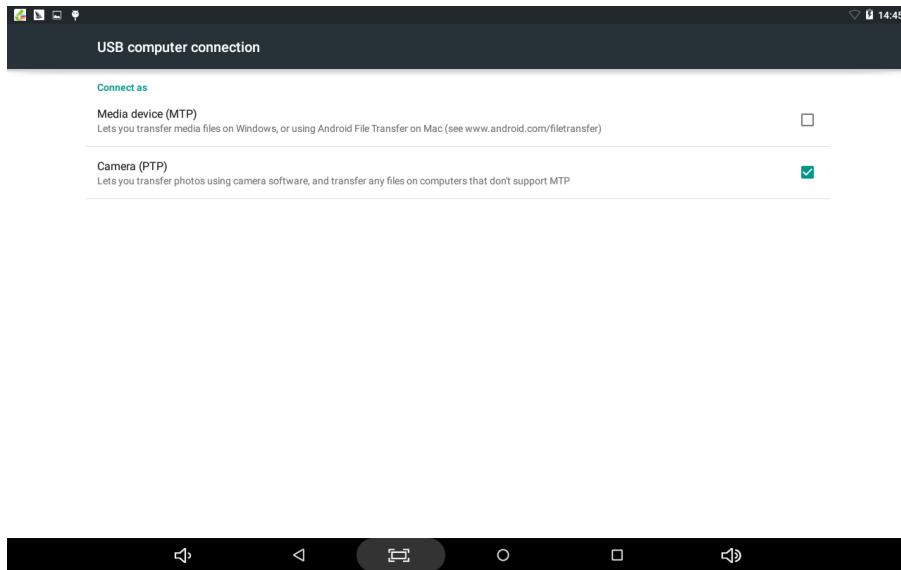 14:45
USB computer connection
Connect as
Media device (MTP)
Lets you transfer media files on Windows, or using Android File Transfer on Mac (see www.android.com/filetransfer)
Camera (PTP)
Lets you transfer photos using camera software, and transfer any files on computers that don't support MTP